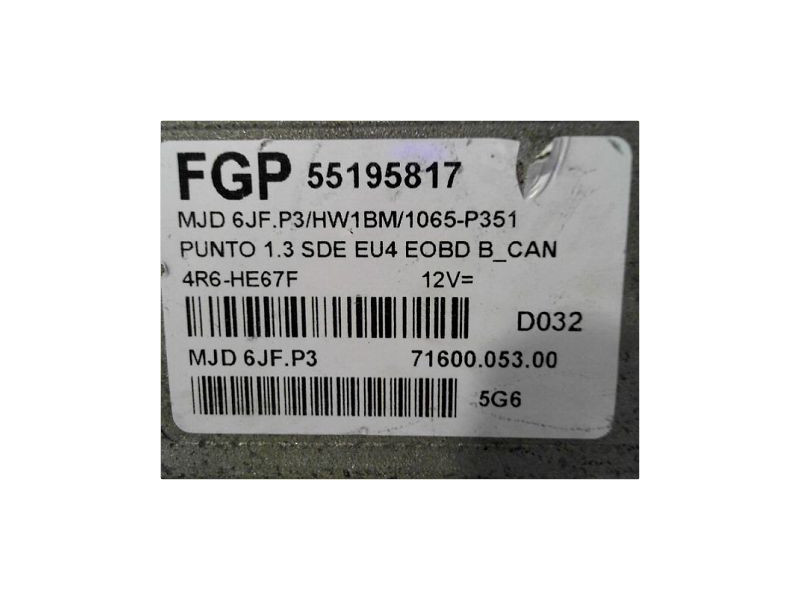 FGP 55195817
MJD 6JF.P3/HW1BM/1065-P351
PUNTO 1.3 SDE EU4 EOBD B_CAN
4R6-HE67F 12V=
D032
MJD 6JF.P3 71600.053.00
5G6